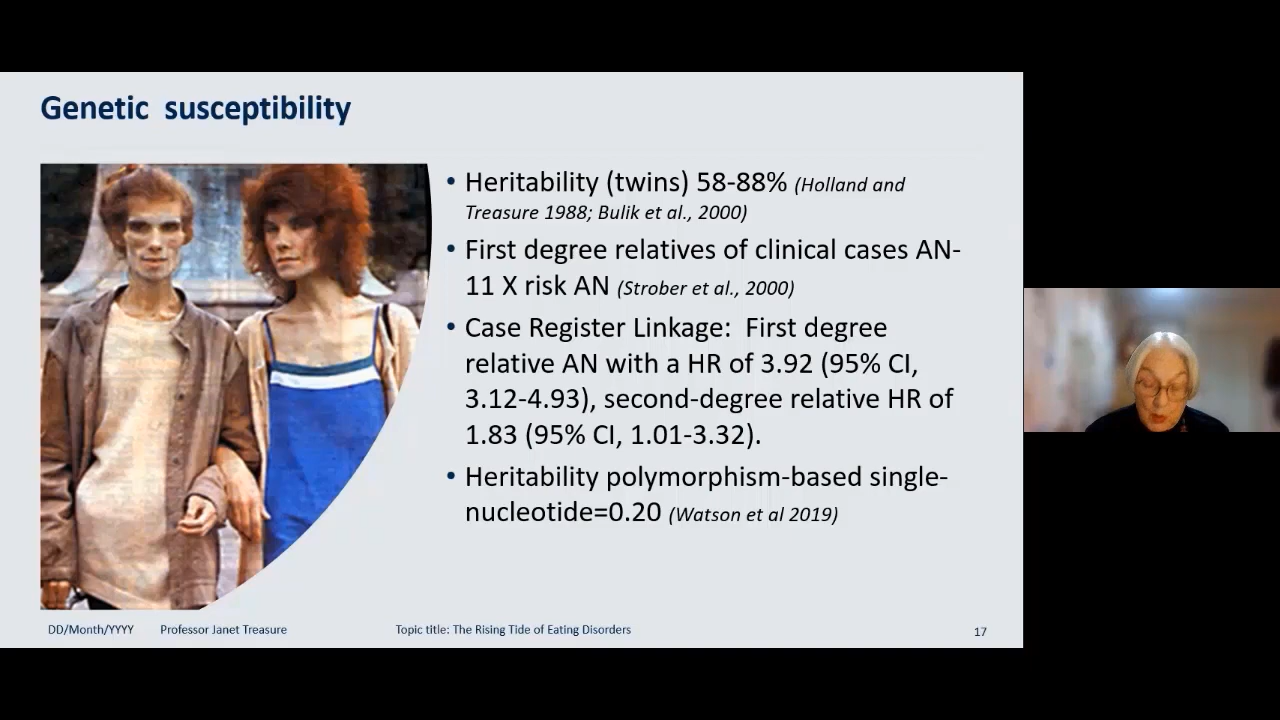 Genetic susceptibility
• Heritability (twins) 58-88% (Holland and
Treasure 1988; Bulik et al., 2000)
• First degree relatives of clinical cases AN-
11 X risk AN (Strober et al., 2000)
• Case Register Linkage: First degree
relative AN with a HR of 3.92 (95% CI,
3.12-4.93), second-degree relative HR of
1.83 (95% CI, 1.01-3.32).
• Heritability polymorphism-based single-
nucleotide=0.20 (Watson et al 2019)
DD/Month/YYYY Professor Janet Treasure Topic title: The Rising Tide of Eating Disorders 17